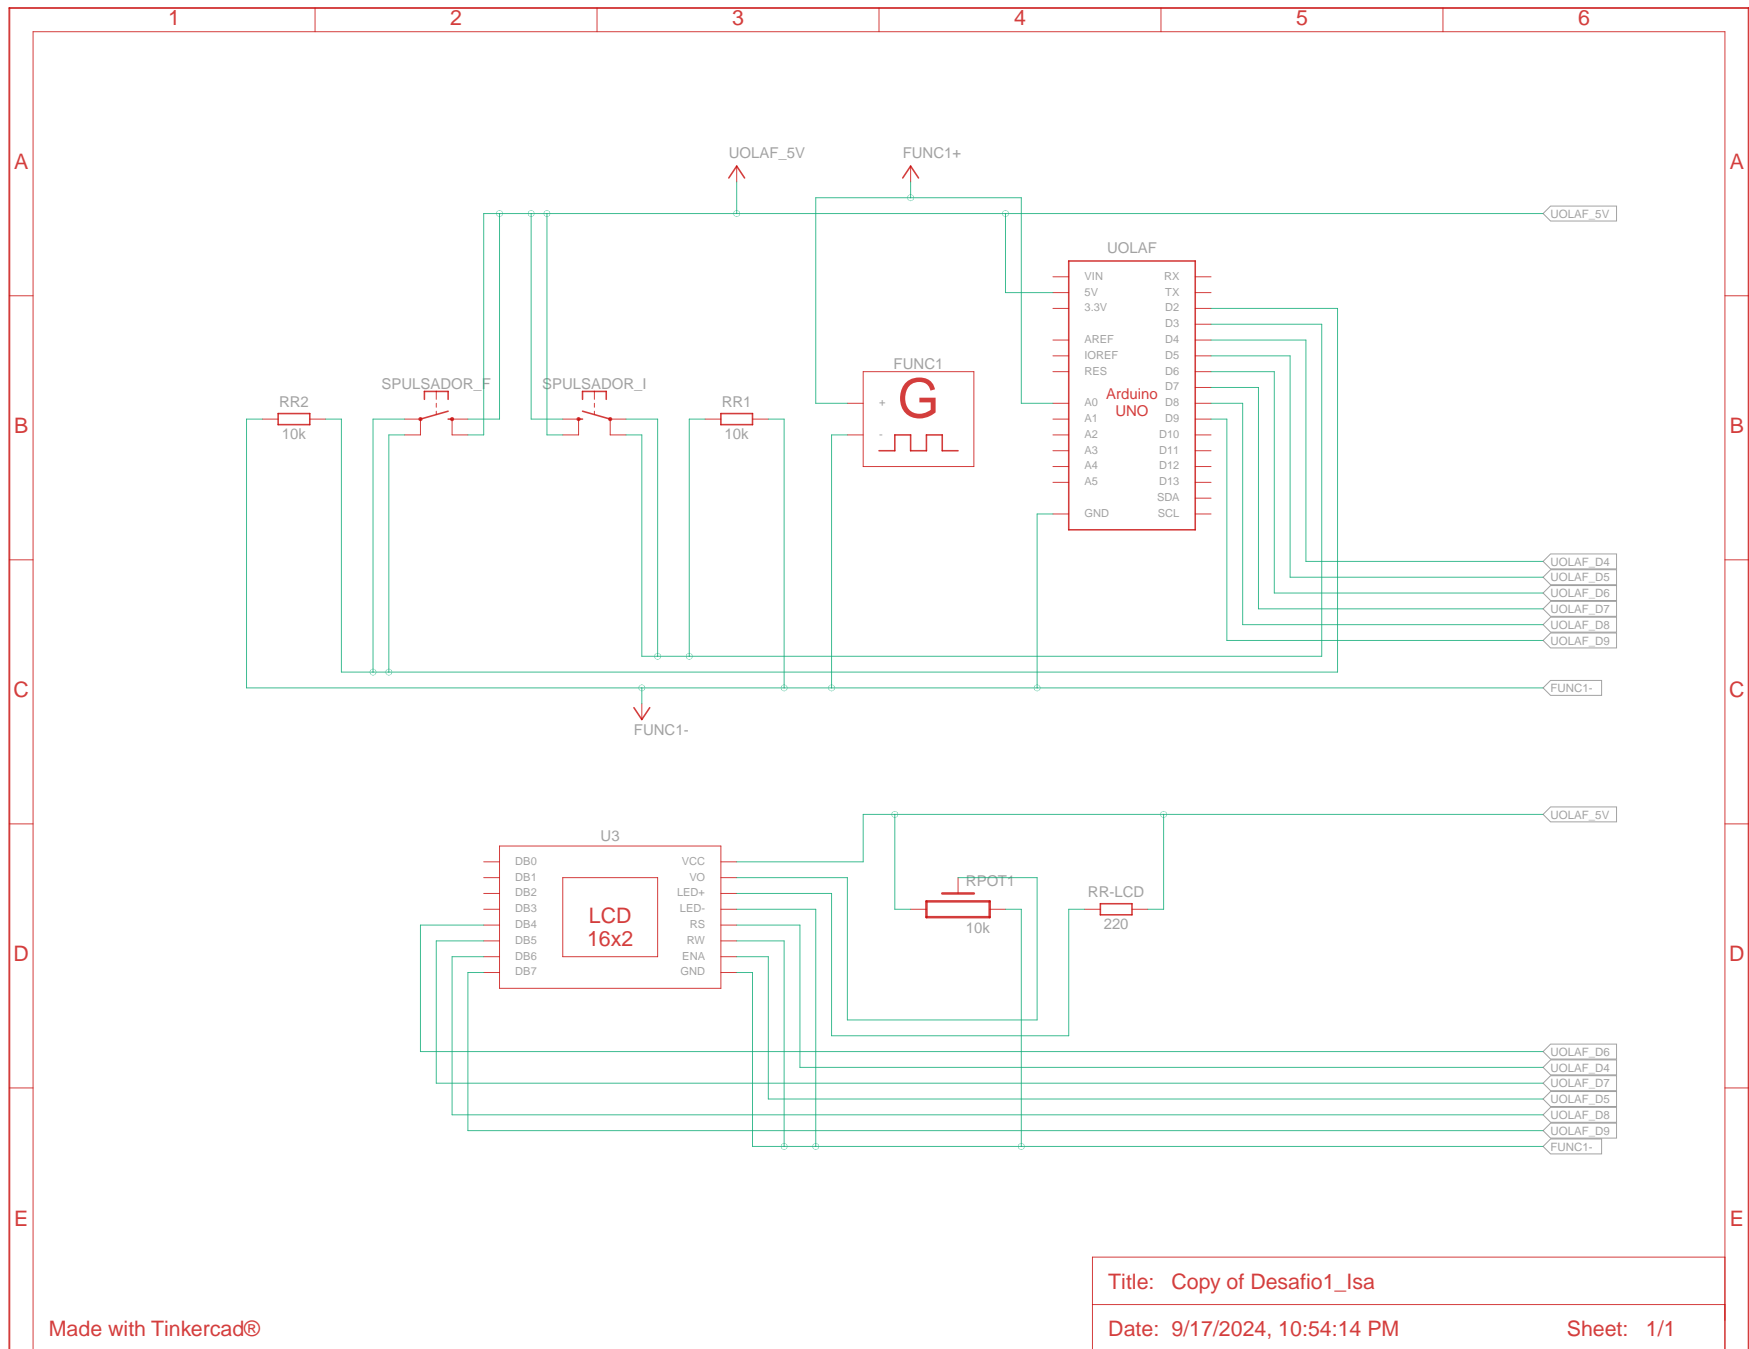 1 2 3 4 5 6
A A
UOLAF_5V FUNC1+
UOLAF_5V
UOLAF
VIN RX
5V TX
3.3V D2
D3
AREF D4
IOREF D5
RES D6
D7
Arduino
UNO
A0 D8
A1 D9
A2 D10
A3 D11
A4 D12
A5 D13
SDA
GND SCL
FUNC1
G
+
-
SPULSADOR_F SPULSADOR_I
RR2
10k
RR1
10k
B B
UOLAF_D4
UOLAF_D5
UOLAF_D6
UOLAF_D7
UOLAF_D8
UOLAF_D9
C C
FUNC1-
FUNC1-
UOLAF_5V
U3
DB0 VCC
DB1 VO
DB2 LED+
DB3 LED-
DB4 RS
DB5 RW
DB6 ENA
DB7 GND
LCD
16x2
RPOT1
10k
RR-LCD
220
D D
UOLAF_D6
UOLAF_D4
UOLAF_D7
UOLAF_D5
UOLAF_D8
UOLAF_D9
FUNC1-
E E
Title: Copy of Desafio1_Isa
Made with Tinkercad®
Date: 9/17/2024, 10:54:14 PM Sheet: 1/1